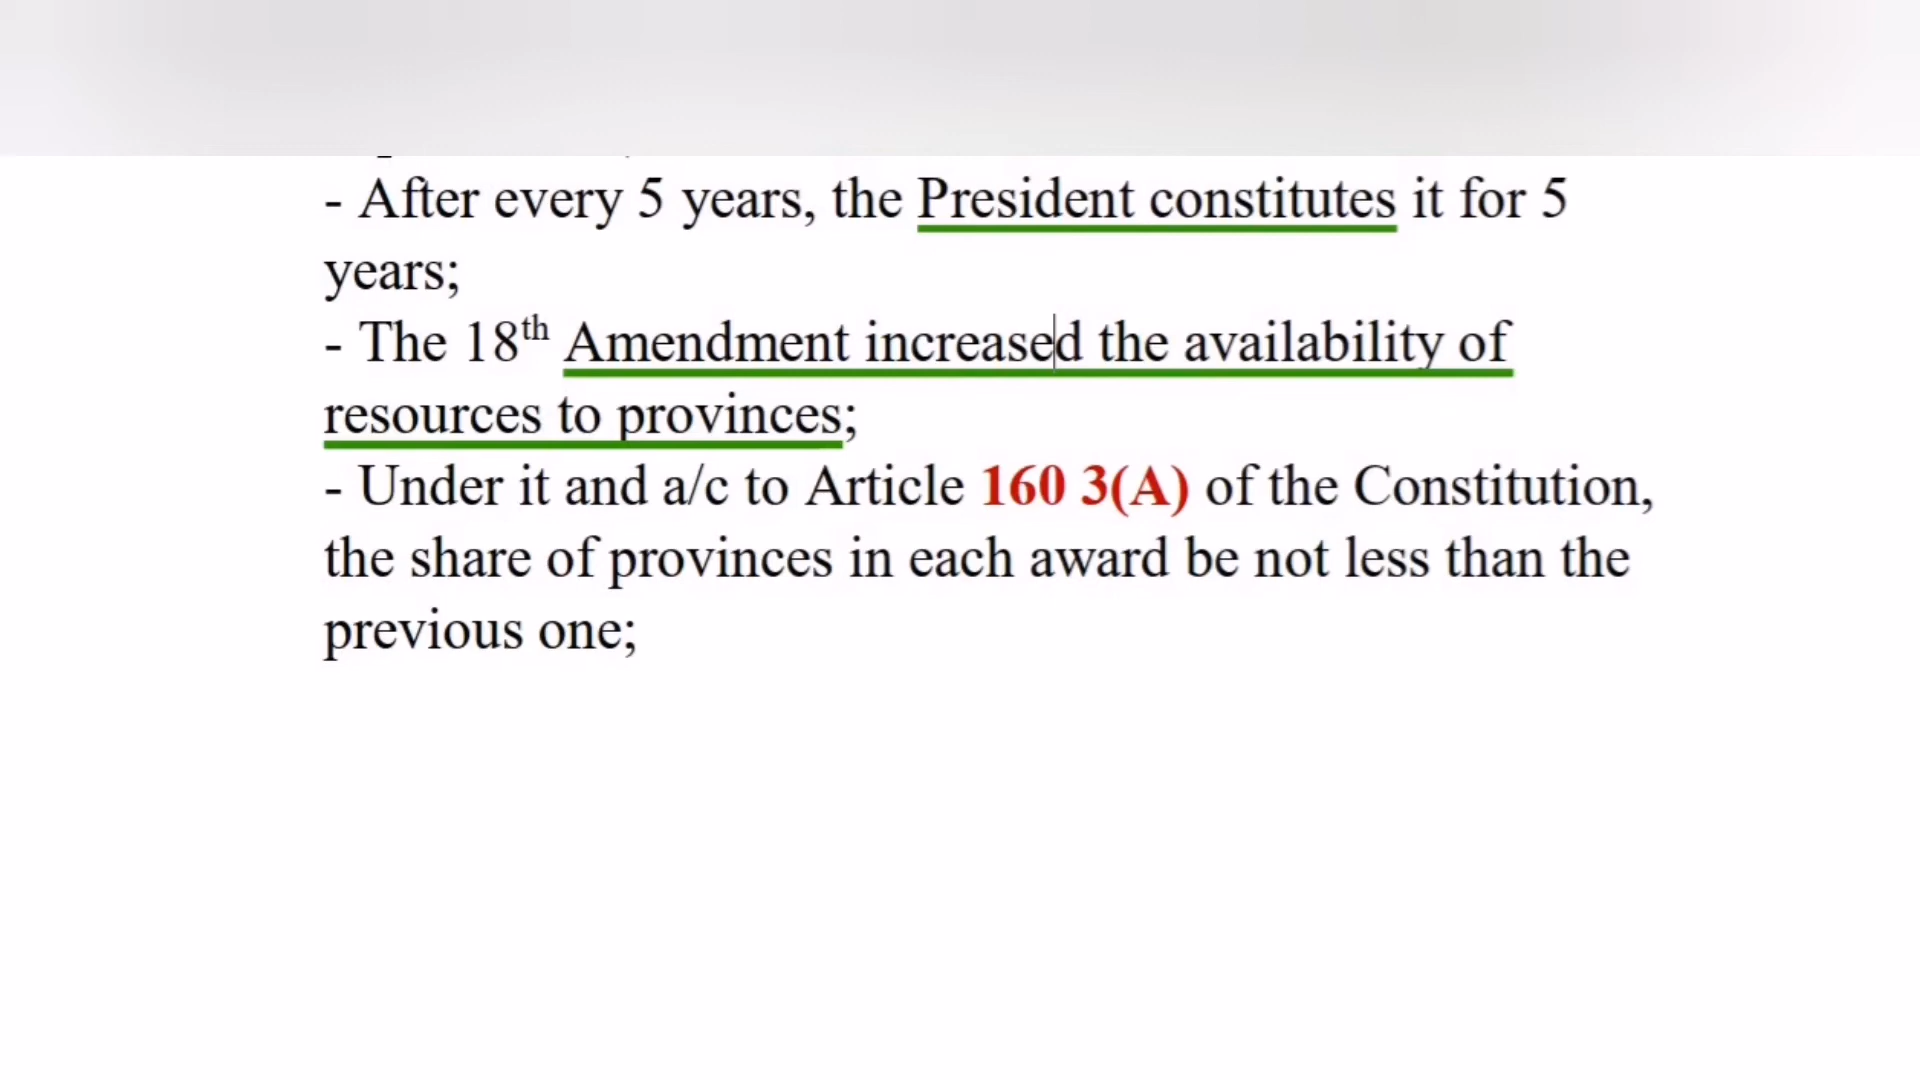 - After every 5 years, the President constitutes it for 5
years;
- The 18th Amendment increased the availability of
resources to provinces;
- Under it and a/c to Article 160 3(A) of the Constitution,
the share of provinces in each award be not less than the
previous one;